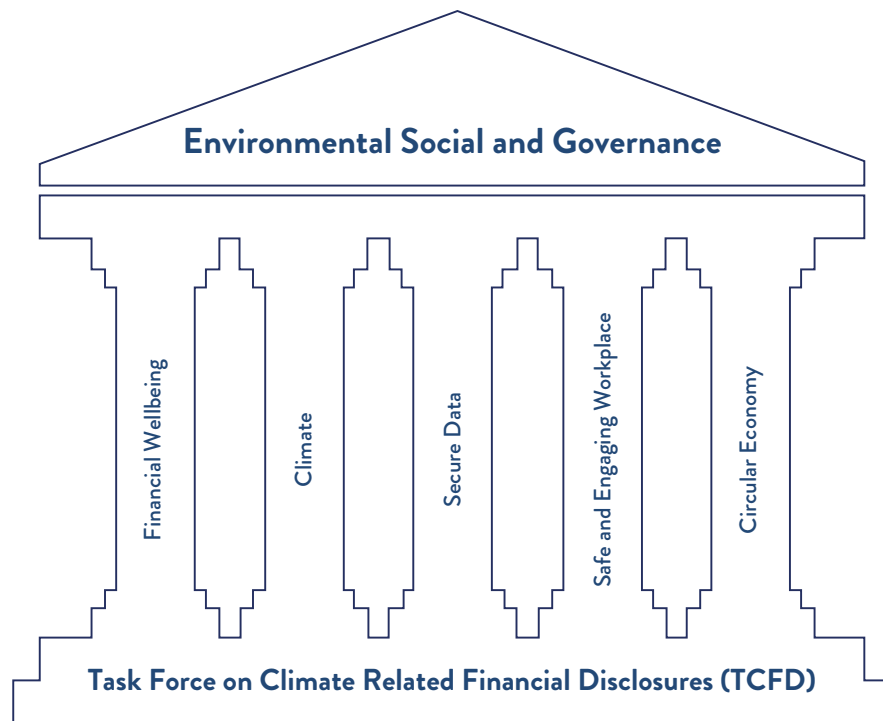 Environmental Social and Governance
Financial Wellbeing
Climate
Secure Data
Safe and Engaging Workplace
Circular Economy
Task Force on Climate Related Financial Disclosures (TCFD)